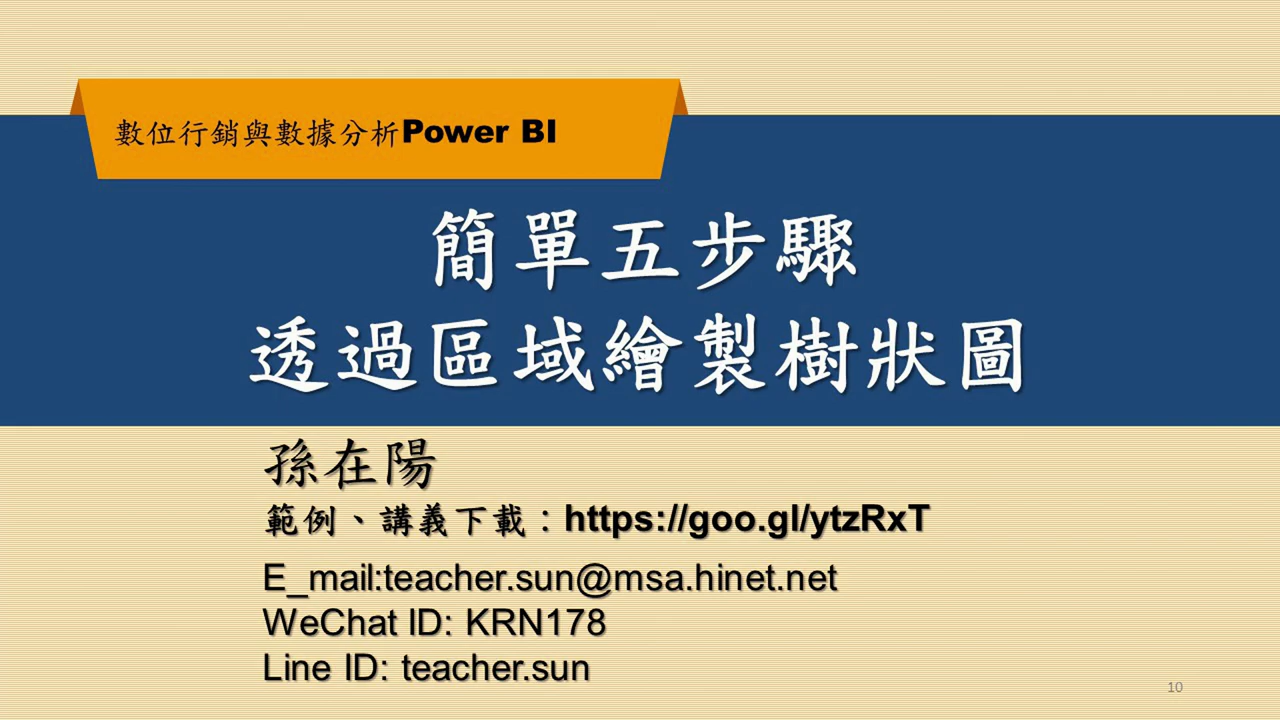 數位行銷與數據分析Power BI
簡單五步驟
透過區域繪製樹狀圖
孫在陽
範例、講義下載：https://goo.gl/ytzRxT
E_mail:teacher.sun@msa.hinet.net
WeChat ID: KRN178
Line ID: teacher.sun
10